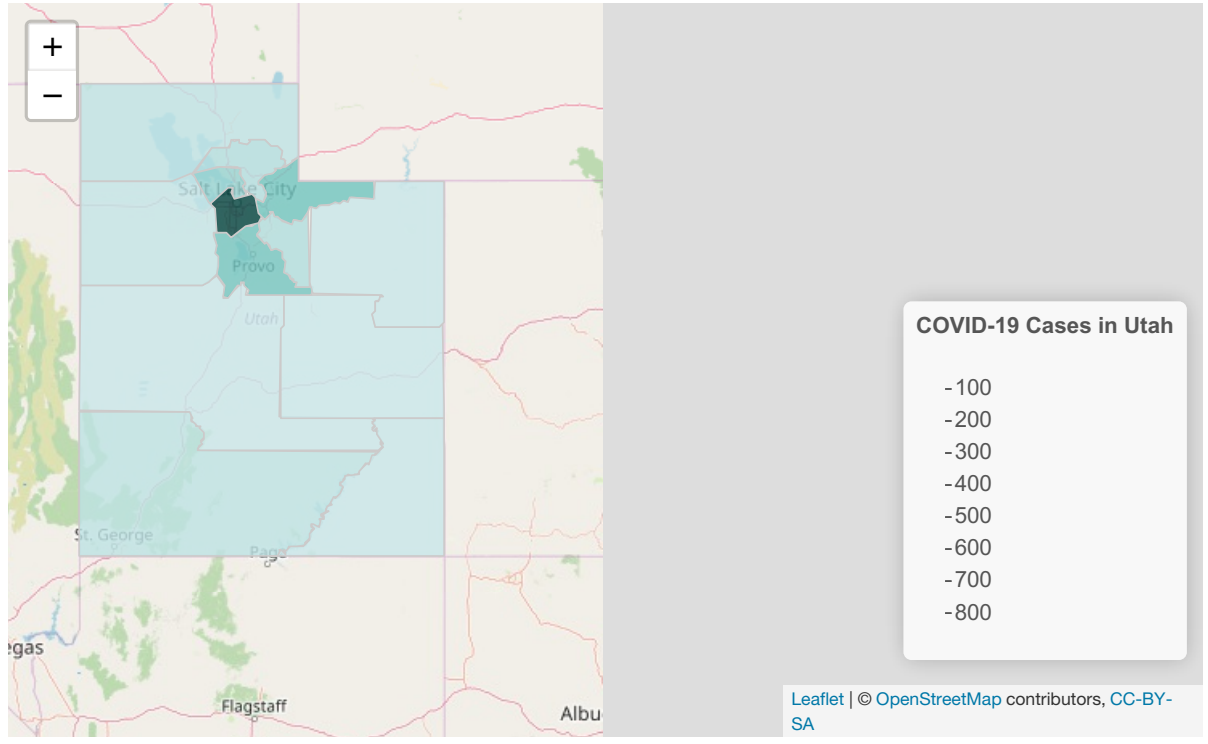 +
−
Salt Lake City
Provo
Utah
St. George
Page
egas
Flagstaff
Albu
COVID-19 Cases in Utah
-100
-200
-300
-400
-500
-600
-700
-800
Leaflet | © OpenStreetMap contributors, CC-BY-
SA